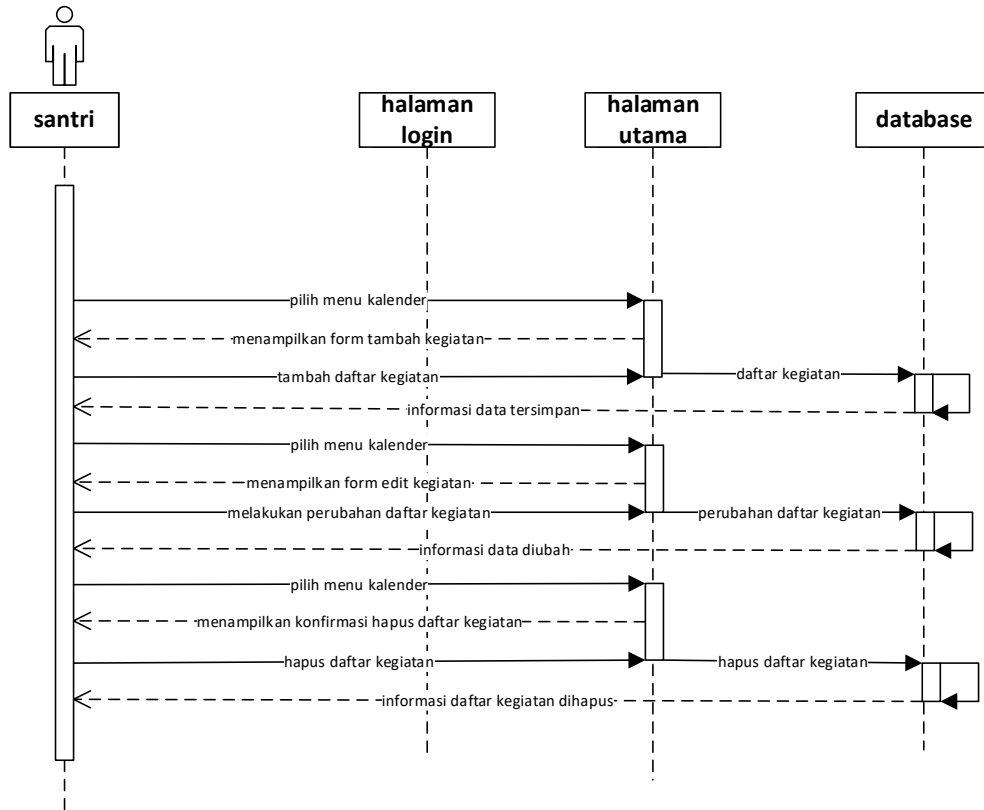 santri
halaman
login
halaman
utama
database
pilih menu kalender
menampilkan form tambah kegiatan
tambah daftar kegiatan
daftar kegiatan
informasi data tersimpan
pilih menu kalender
menampilkan form edit kegiatan
melakukan perubahan daftar kegiatan
perubahan daftar kegiatan
informasi data diubah
pilih menu kalender
menampilkan konfirmasi hapus daftar kegiatan
hapus daftar kegiatan
hapus daftar kegiatan
informasi daftar kegiatan dihapus